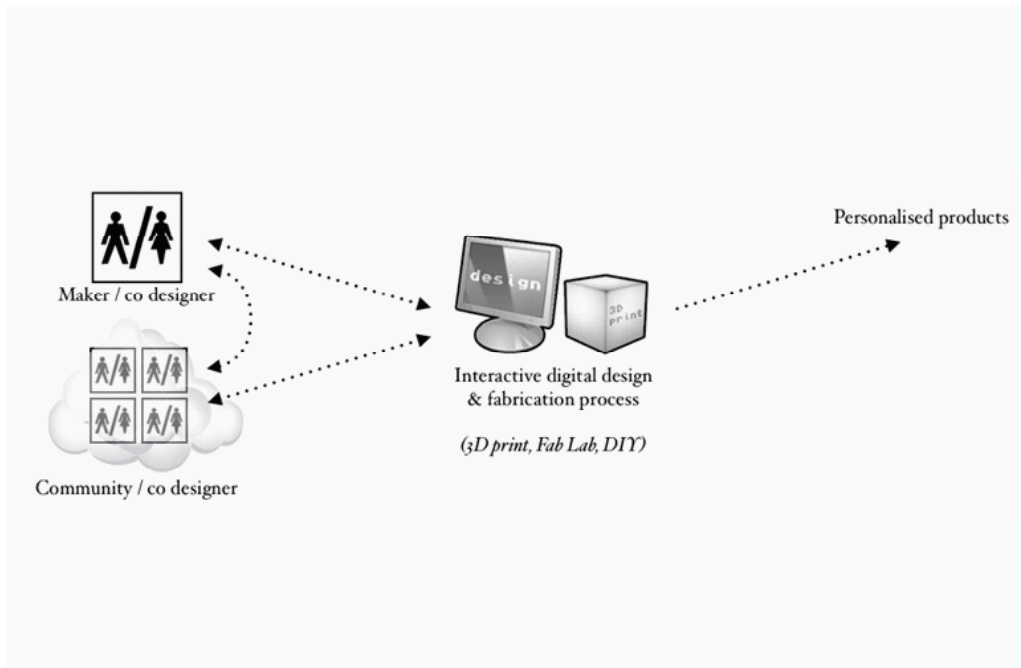 Personalised products
design
3D
print
Maker / co designer
Interactive digital design
& fabrication process
(3D print, Fab Lab, DIY)
Community / co designer